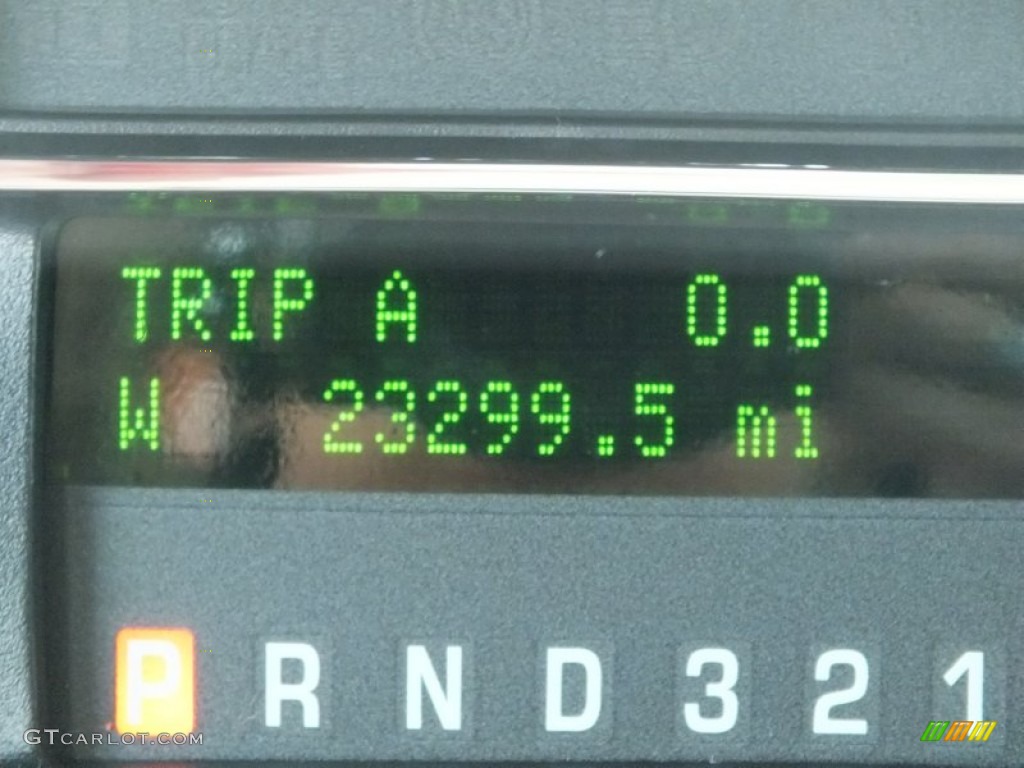 TRIP A 0.0
W 23299.5 mi
P R N D 3 2 1
GTCARLOT.COM